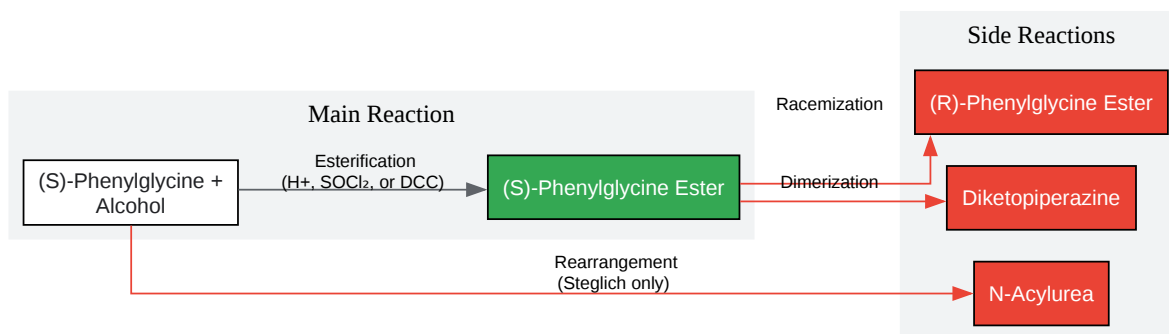 Side Reactions
Main Reaction
Racemization
(R)-Phenylglycine Ester
Esterification
(H+, SOCl₂, or DCC)
(S)-Phenylglycine +
Alcohol
(S)-Phenylglycine Ester
Dimerization
Diketopiperazine
Rearrangement
(Steglich only)
N-Acylurea